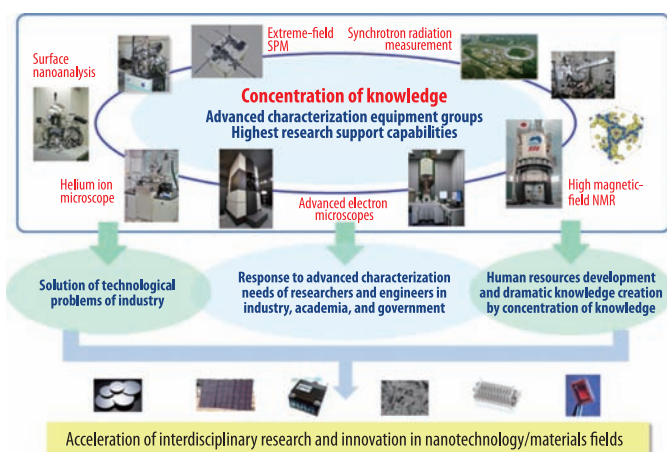 Extreme-field
SPM
Synchrotron radiation
measurement
Surface
nanoanalysis
Concentration of knowledge
Advanced characterization equipment groups
Highest research support capabilities
Helium ion
microscope
Advanced electron
microscopes
High magnetic-
field NMR
Solution of technological
problems of industry
Response to advanced characterization
needs of researchers and engineers in
industry, academia, and government
Human resources development
and dramatic knowledge creation
by concentration of knowledge
Acceleration of interdisciplinary research and innovation in nanotechnology/materials fields